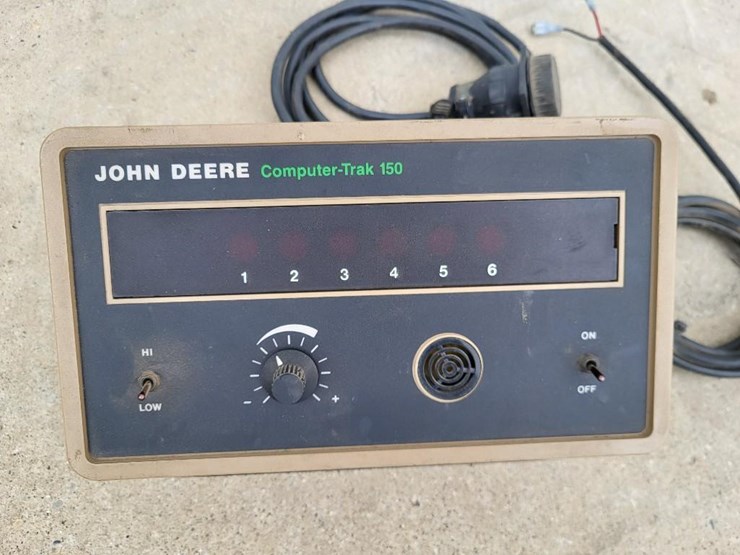 JOHN DEERE Computer-Trak 150
1 2 3 4 5 6
HI
LOW
- +
ON
OFF